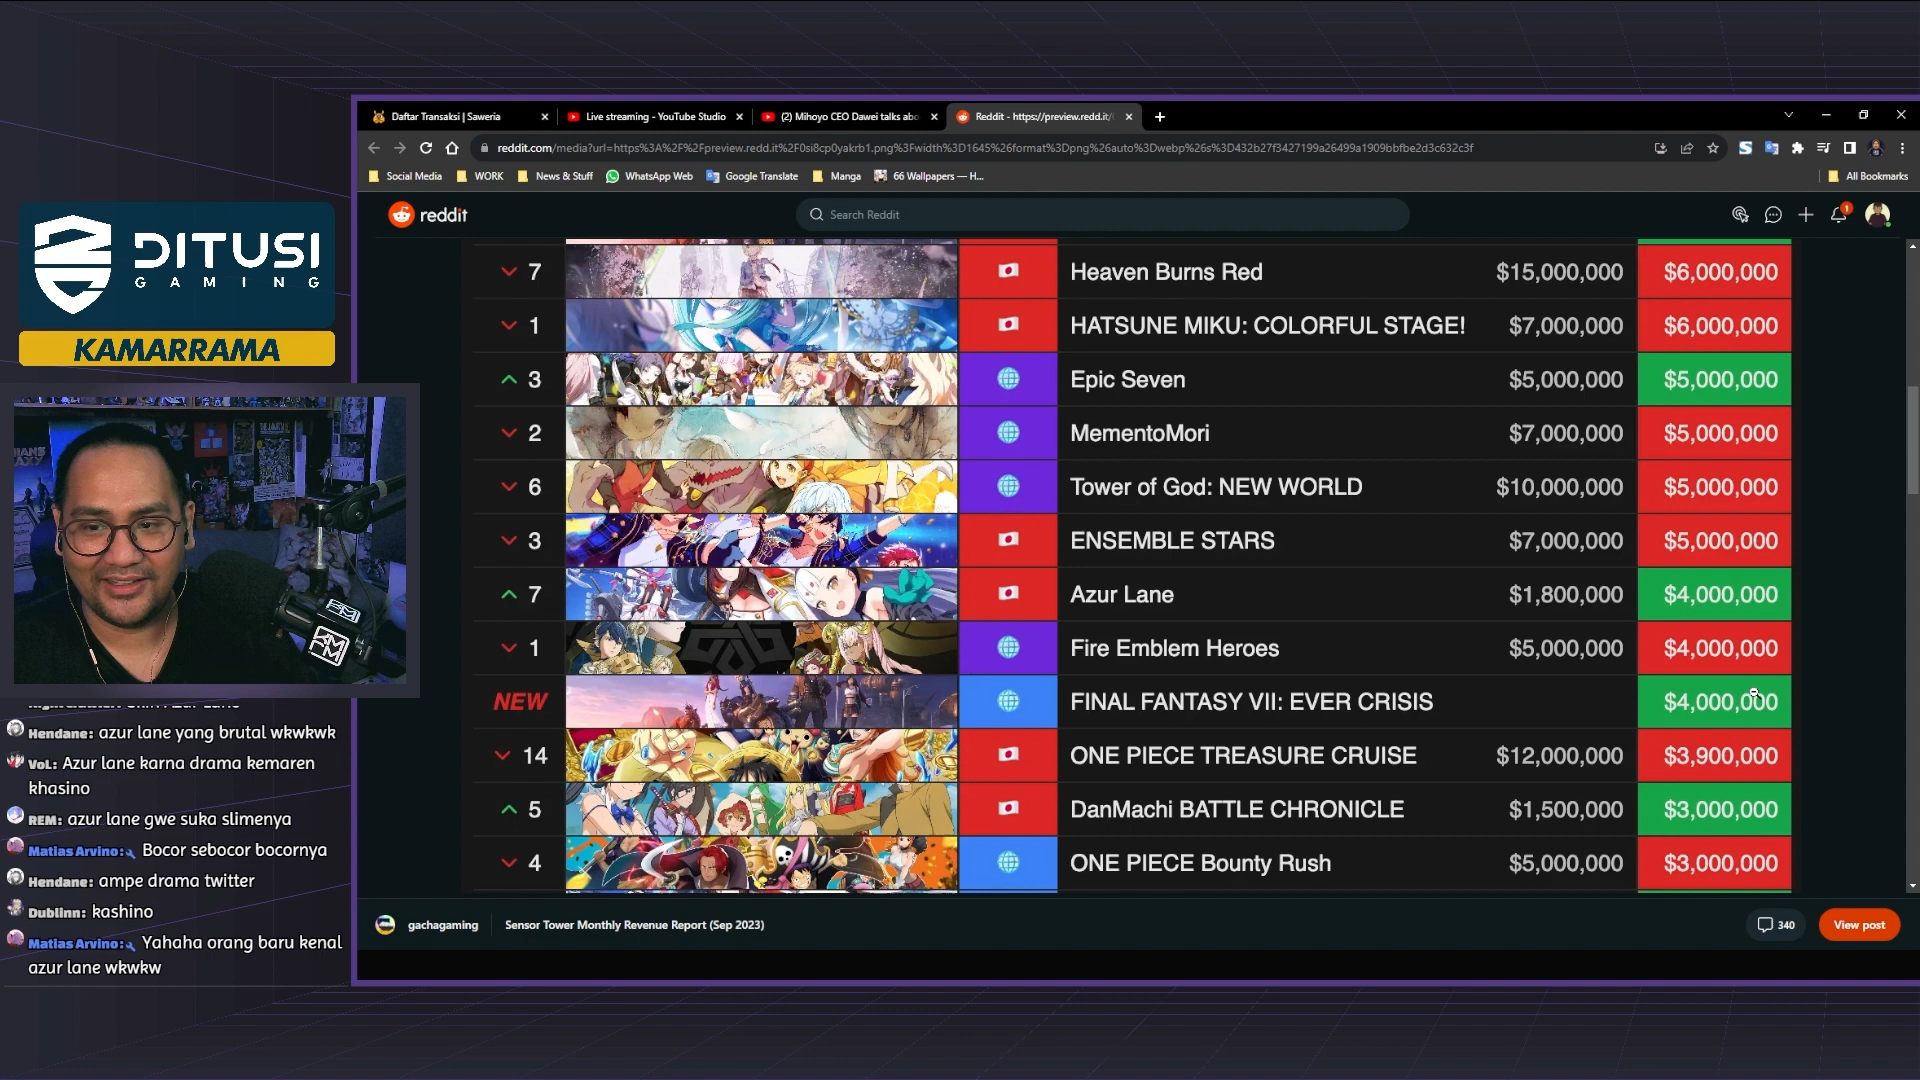 Daftar Transaksi | Saweria
Live streaming - YouTube Studio
(2) Mihoyo CEO Dawei talks abo
Reddit - https://preview.redd.it/
reddit.com/media?url=https%3A%2F%2Fpreview.redd.it%2F0si8cp0yakrb1.png%3Fwidth%3D1645%26format%3Dpng%26auto%3Dwebp%26s%3D432b27f3427199a26499a1909bbfbe2d3c632c3f
Social Media WORK News & Stuff WhatsApp Web Google Translate Manga 66 Wallpapers — H... All Bookmarks
reddit Search Reddit 1
DITUSI
GAMING
KAMARRAMA
7 Heaven Burns Red $15,000,000 $6,000,000
1 HATSUNE MIKU: COLORFUL STAGE! $7,000,000 $6,000,000
3 Epic Seven $5,000,000 $5,000,000
2 MementoMori $7,000,000 $5,000,000
6 Tower of God: NEW WORLD $10,000,000 $5,000,000
3 ENSEMBLE STARS $7,000,000 $5,000,000
7 Azur Lane $1,800,000 $4,000,000
1 Fire Emblem Heroes $5,000,000 $4,000,000
NEW FINAL FANTASY VII: EVER CRISIS $4,000,000
14 ONE PIECE TREASURE CRUISE $12,000,000 $3,900,000
5 DanMachi BATTLE CHRONICLE $1,500,000 $3,000,000
4 ONE PIECE Bounty Rush $5,000,000 $3,000,000
gachagaming Sensor Tower Monthly Revenue Report (Sep 2023) 340 View post
Hendane: azur lane yang brutal wkwkwk
VoL: Azur lane karna drama kemaren
khasino
REM: azur lane gwe suka slimenya
Matias Arvino: Bocor sebocor bocornya
Hendane: ampe drama twitter
Dublinn: kashino
Matias Arvino: Yahaha orang baru kenal
azur lane wkwkw